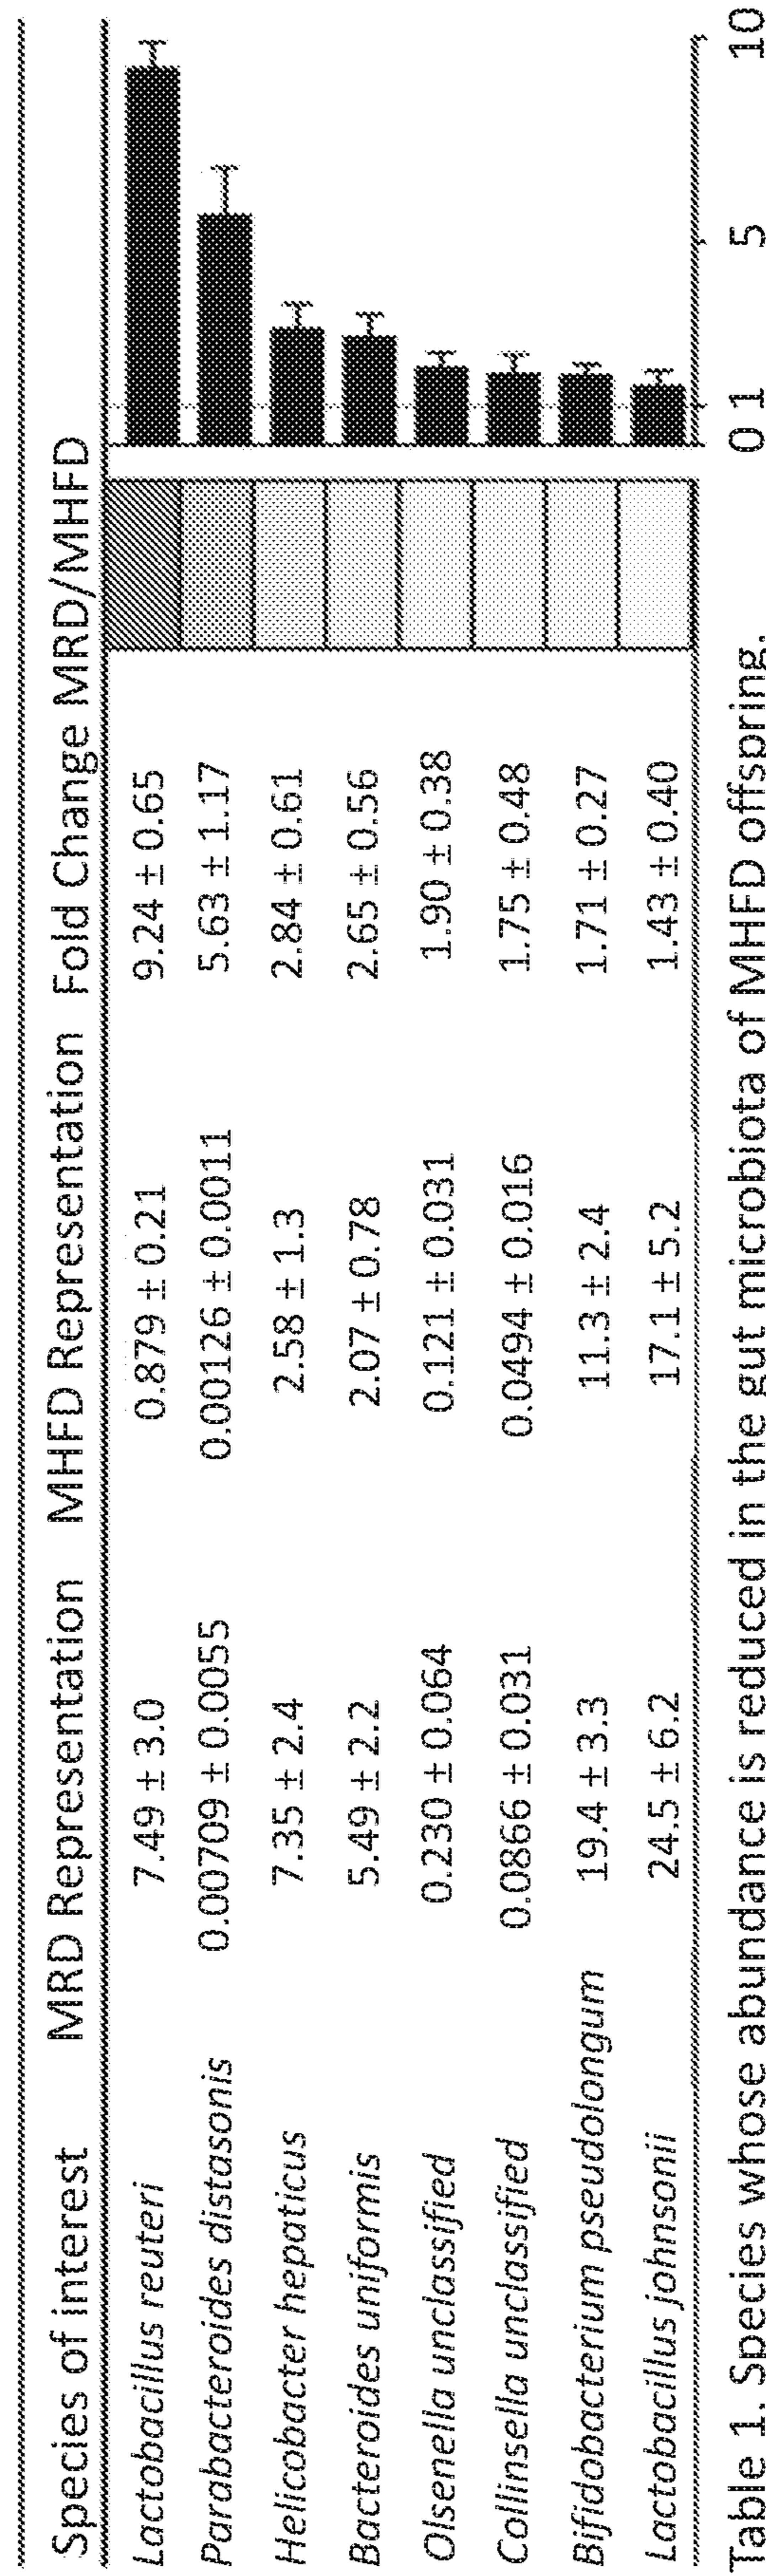 Species of interest MRD Representation MHFD Representation Fold Change MRD/MHFD
Lactobacillus reuteri 7.49 ± 3.0 0.879 ± 0.21 9.24 ± 0.65
Parabacteroides distasonis 0.00709 ± 0.0055 0.00126 ± 0.0011 5.63 ± 1.17
Helicobacter hepaticus 7.35 ± 2.4 2.58 ± 1.3 2.84 ± 0.61
Bacteroides uniformis 5.49 ± 2.2 2.07 ± 0.78 2.65 ± 0.56
Olsenella unclassified 0.230 ± 0.064 0.121 ± 0.031 1.90 ± 0.38
Collinsella unclassified 0.0866 ± 0.031 0.0494 ± 0.016 1.75 ± 0.48
Bifidobacterium pseudolongum 19.4 ± 3.3 11.3 ± 2.4 1.71 ± 0.27
Lactobacillus johnsonii 24.5 ± 6.2 17.1 ± 5.2 1.43 ± 0.40
0 1 5 10
Table 1. Species whose abundance is reduced in the gut microbiota of MHFD offspring.